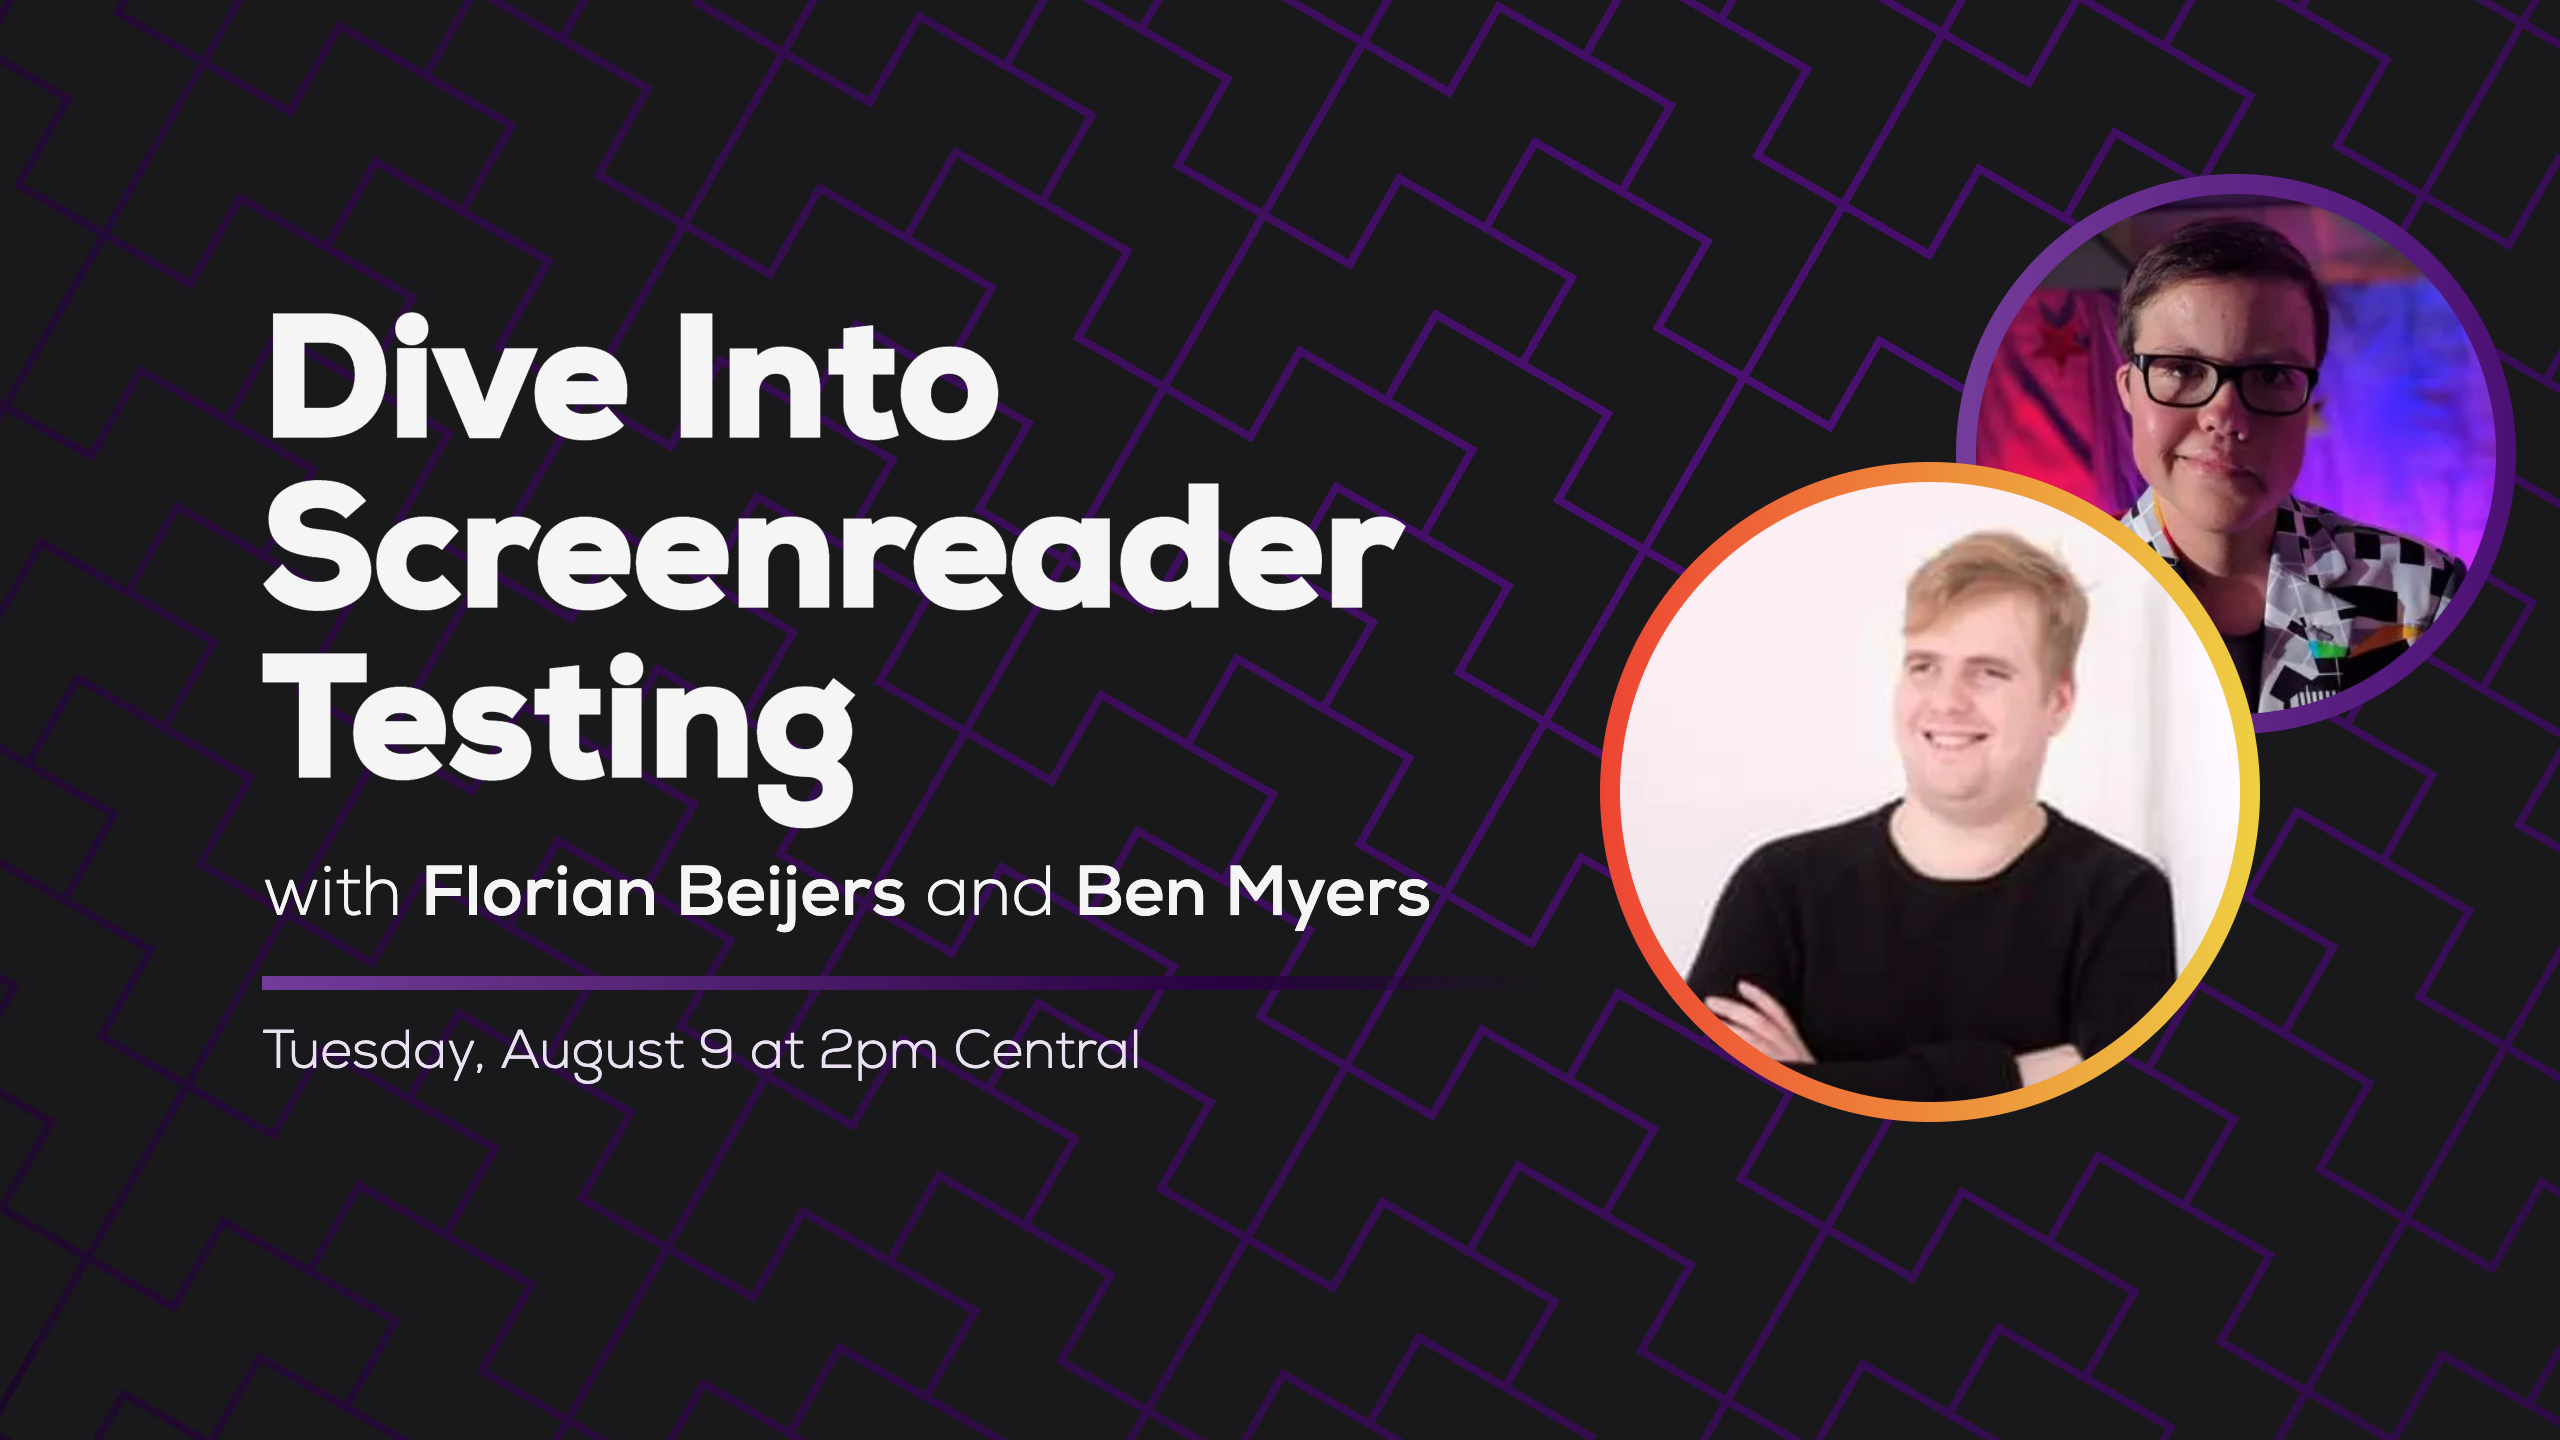 Dive Into
Screenreader
Testing
with Florian Beijers and Ben Myers
Tuesday, August 9 at 2pm Central